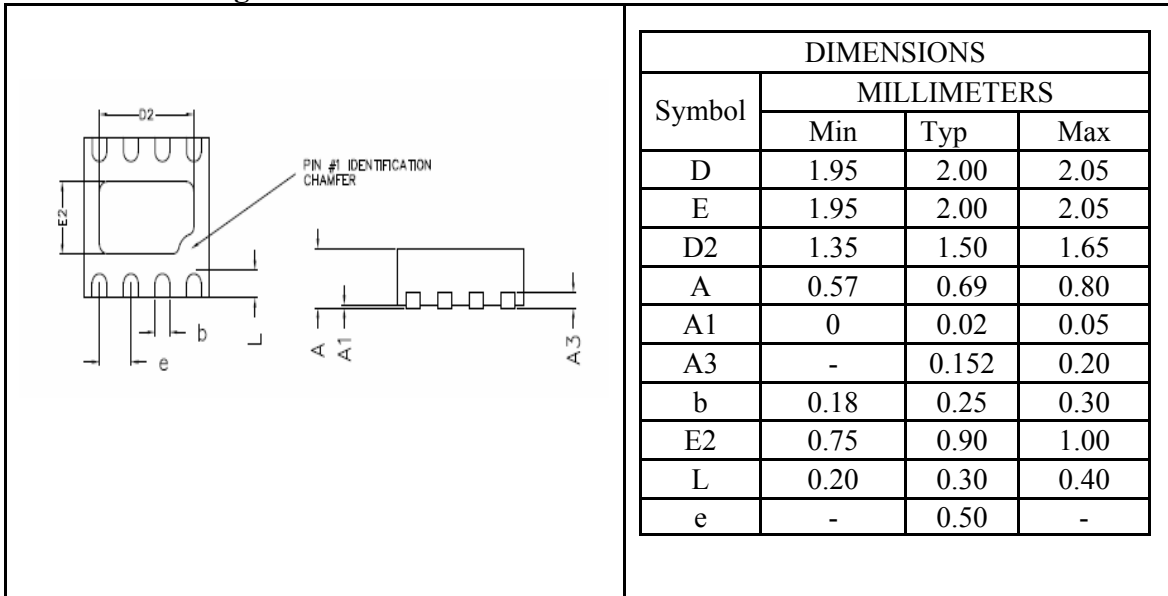 D2
E2
PIN #1 IDENTIFICATION
CHAMFER
b
e
L
A
A1
A3
DIMENSIONS
Symbol MILLIMETERS
Min Typ Max
D 1.95 2.00 2.05
E 1.95 2.00 2.05
D2 1.35 1.50 1.65
A 0.57 0.69 0.80
A1 0 0.02 0.05
A3 - 0.152 0.20
b 0.18 0.25 0.30
E2 0.75 0.90 1.00
L 0.20 0.30 0.40
e - 0.50 -